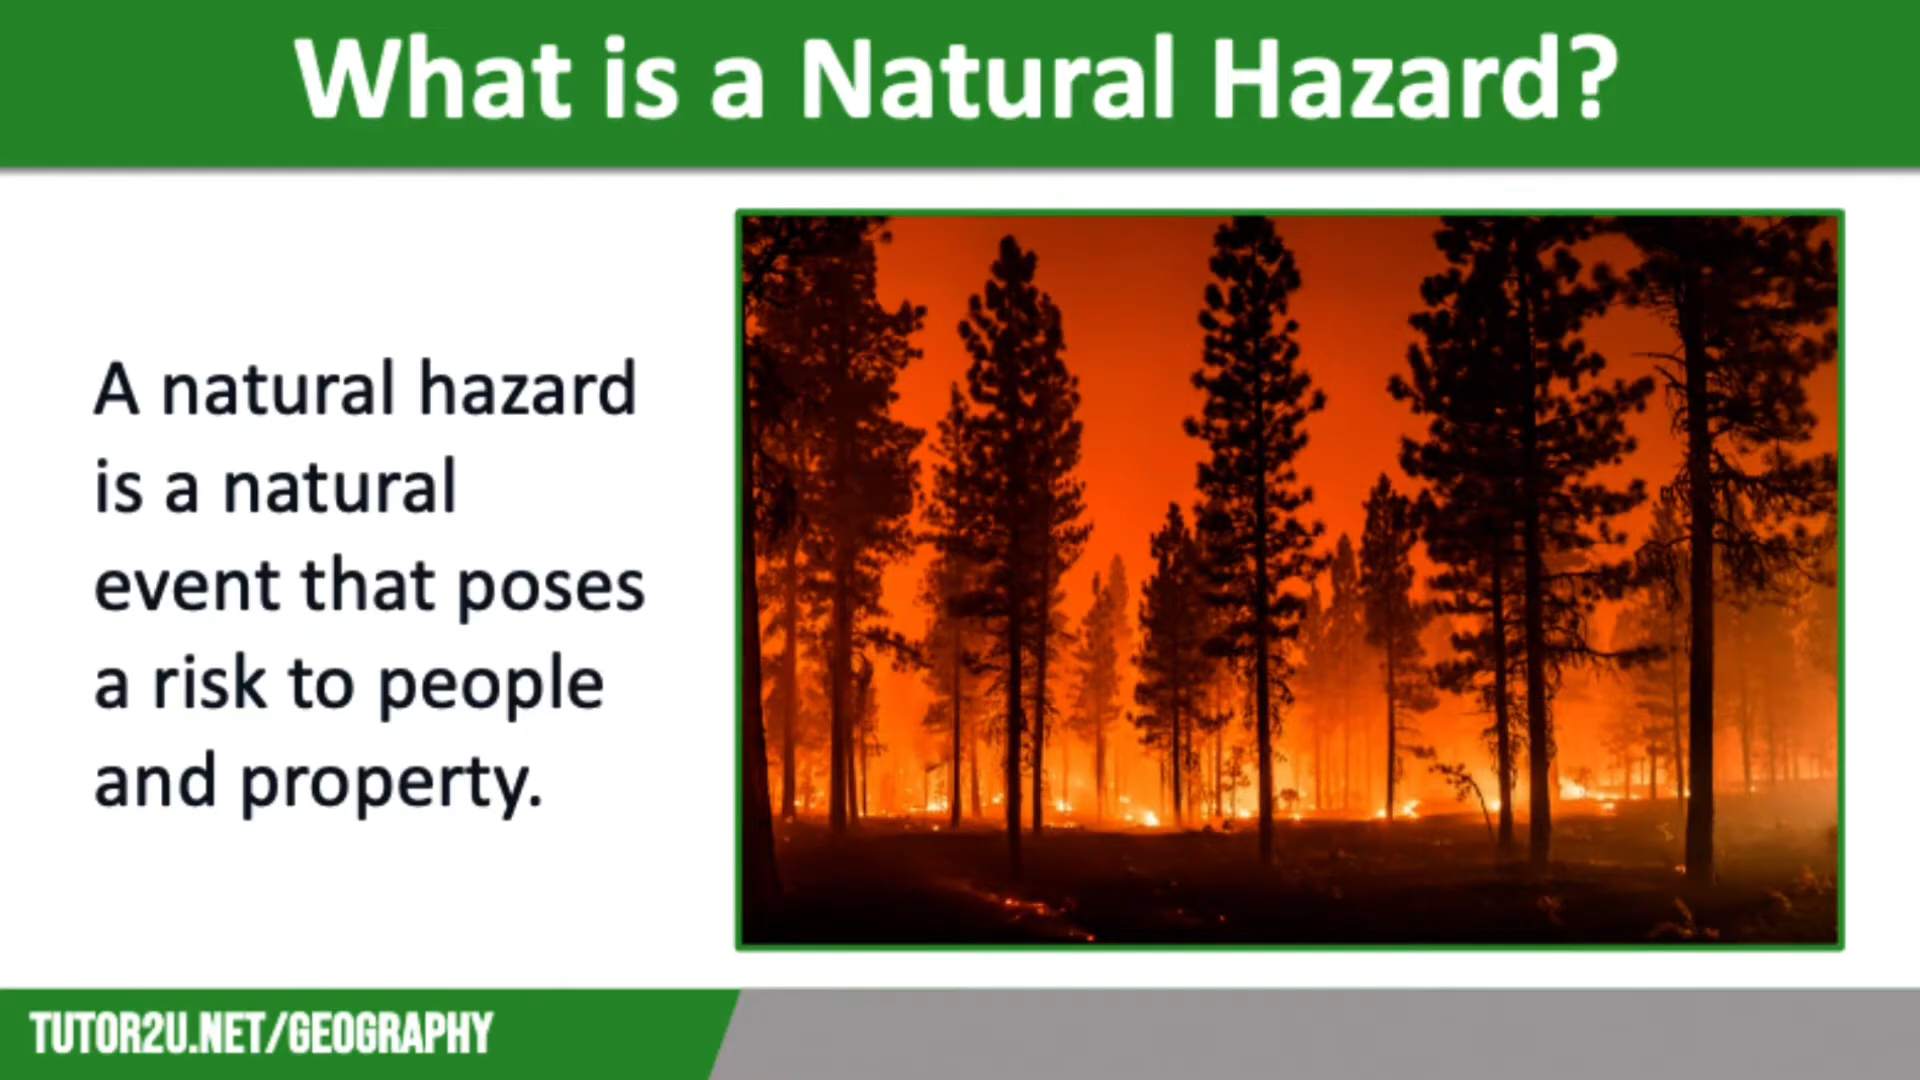 What is a Natural Hazard?
A natural hazard
is a natural
event that poses
a risk to people
and property.
TUTOR2U.NET/GEOGRAPHY